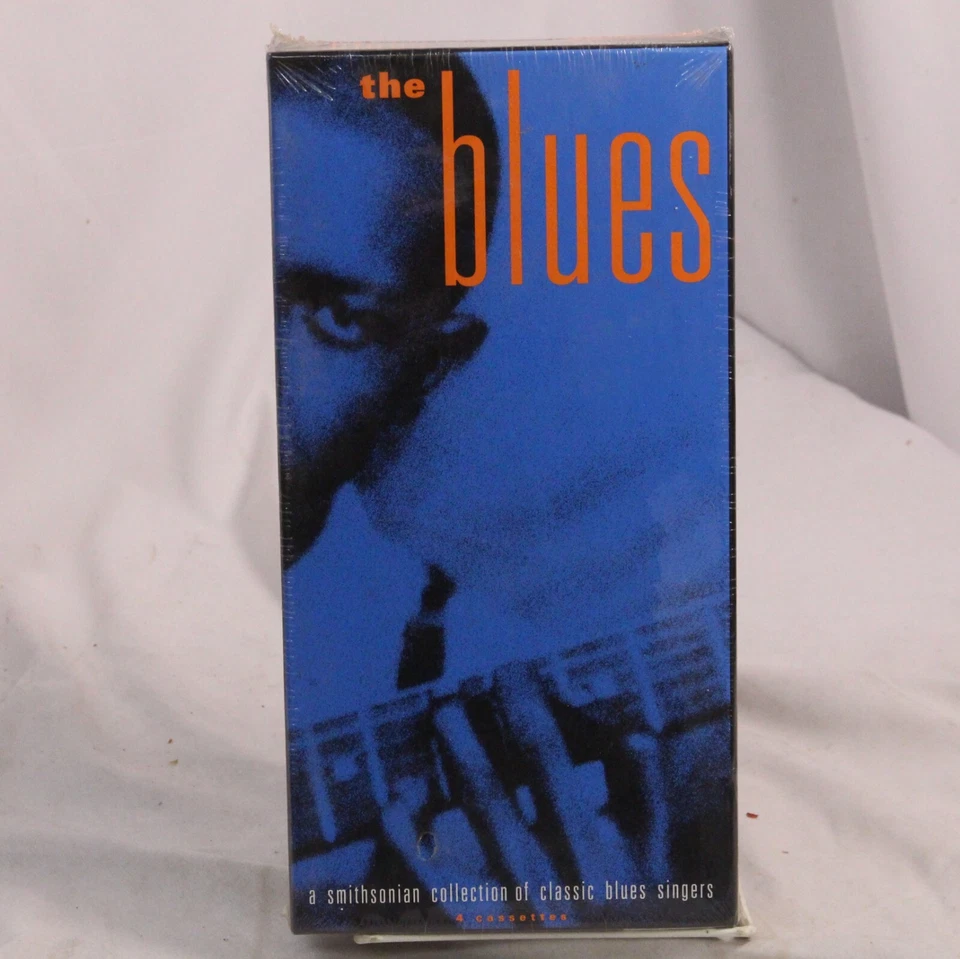 the
blues
a smithsonian collection of classic blues singers
4 cassettes